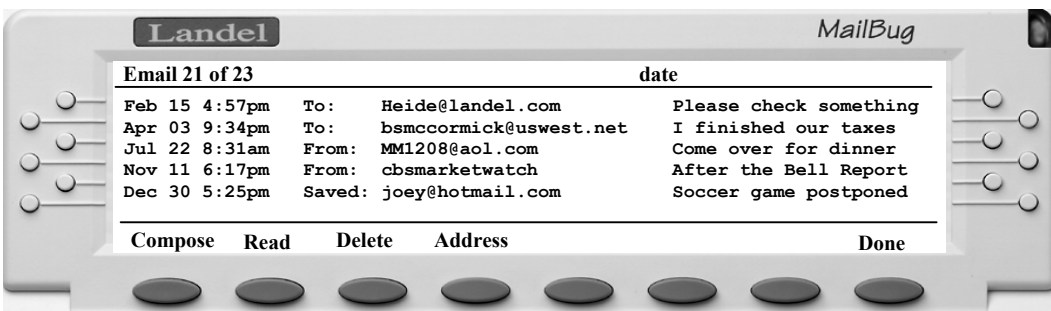 Landel MailBug
Email 21 of 23 date
Feb 15 4:57pm To: Heide@landel.com Please check something
Apr 03 9:34pm To: bsmccormick@uswest.net I finished our taxes
Jul 22 8:31am From: MM1208@aol.com Come over for dinner
Nov 11 6:17pm From: cbsmarketwatch After the Bell Report
Dec 30 5:25pm Saved: joey@hotmail.com Soccer game postponed
Compose Read Delete Address Done